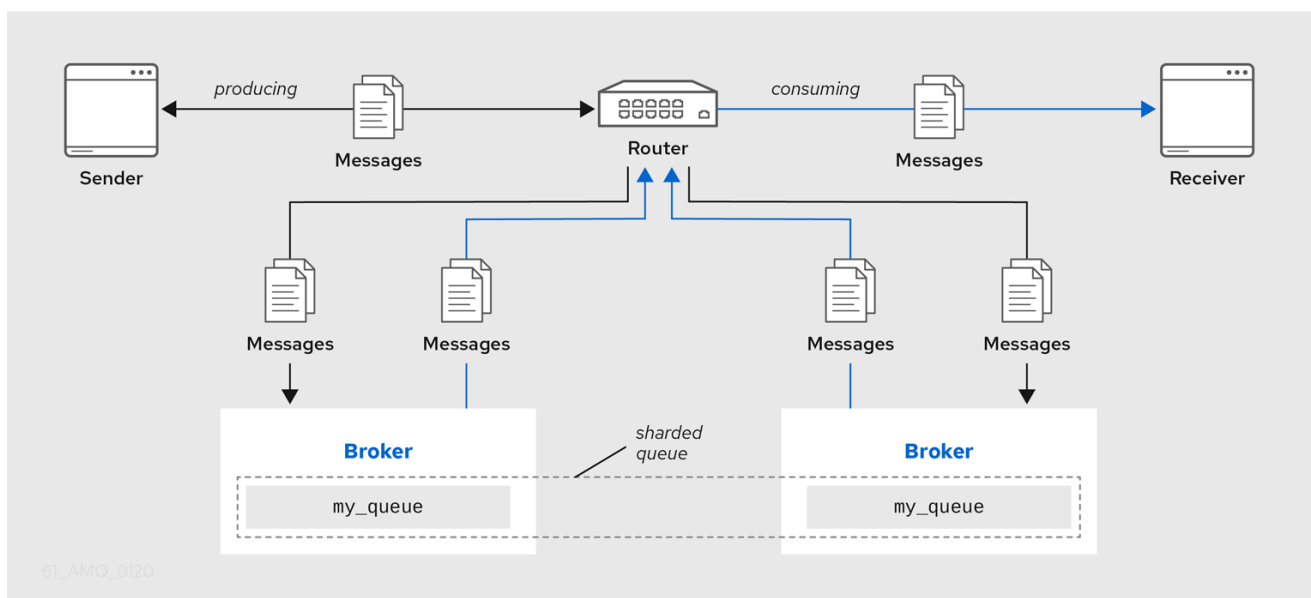 producing
consuming
Messages
Router
Messages
Sender
Receiver
Messages
Messages
Messages
Messages
sharded
queue
Broker
Broker
my_queue
my_queue
61_AMQ_0120